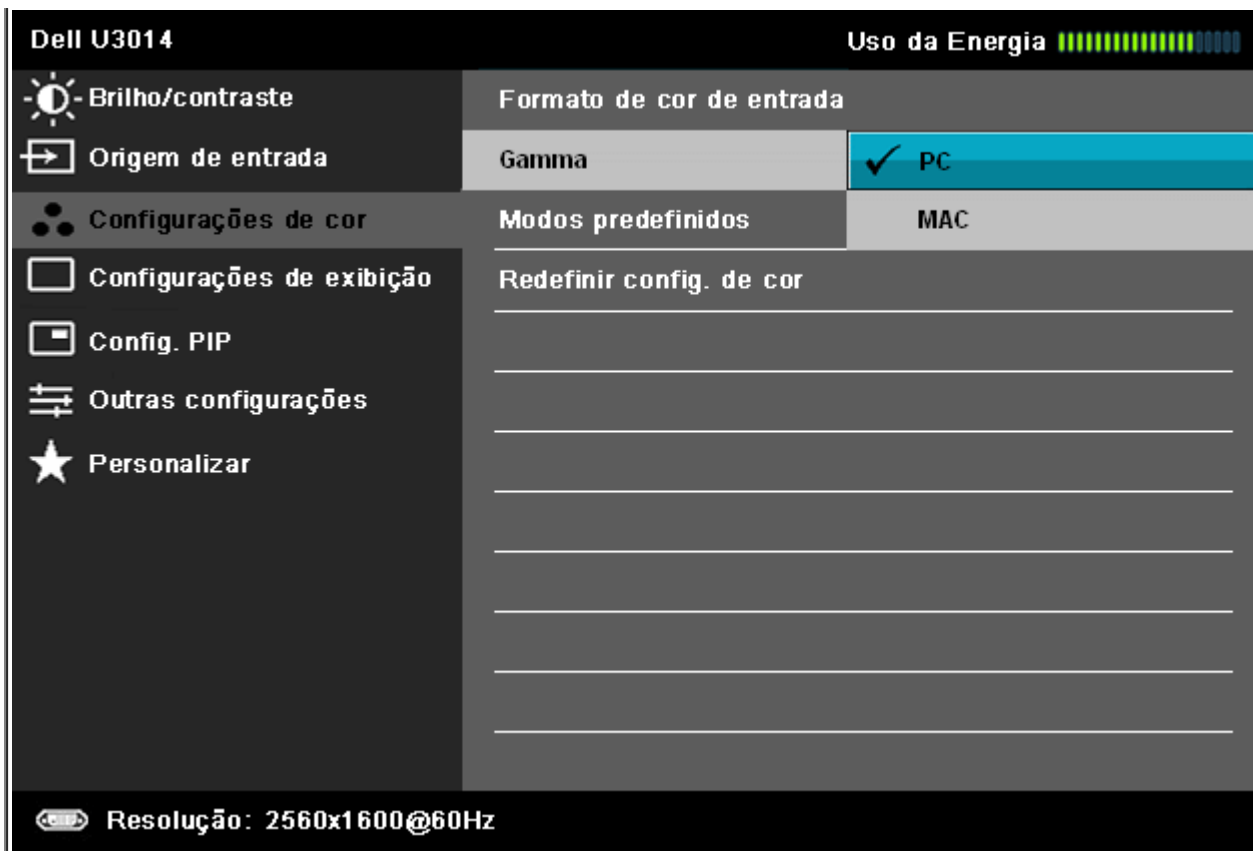 Dell U3014
Uso da Energia
Brilho/contraste
Origem de entrada
Configurações de cor
Configurações de exibição
Config. PIP
Outras configurações
Personalizar
Formato de cor de entrada
Gamma
PC
Modos predefinidos
MAC
Redefinir config. de cor
Resolução: 2560x1600@60Hz